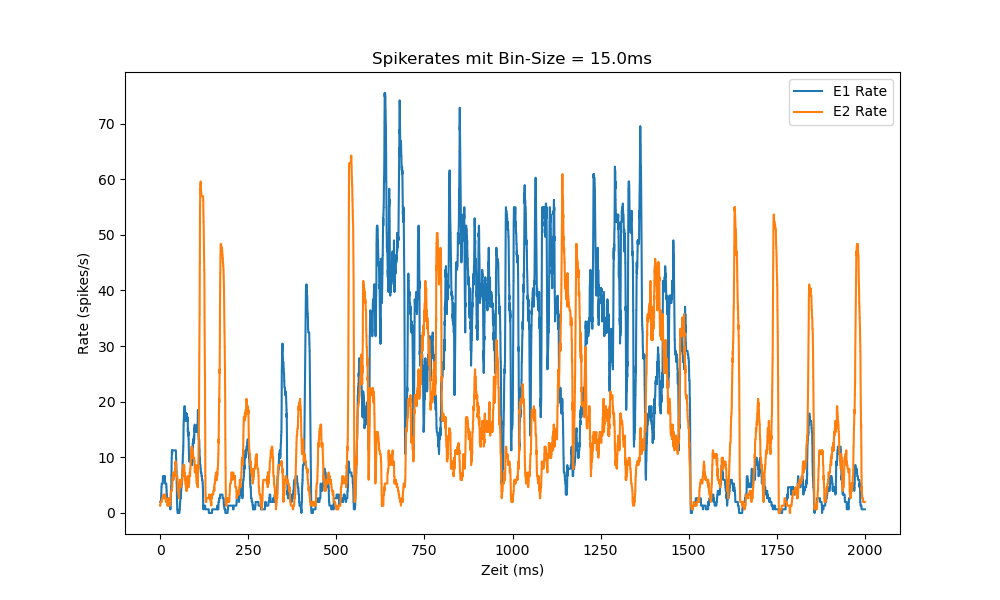 Spikerates mit Bin-Size = 15.0ms
E1 Rate
E2 Rate
70
60
50
40
30
20
10
0
Rate (spikes/s)
0 250 500 750 1000 1250 1500 1750 2000
Zeit (ms)